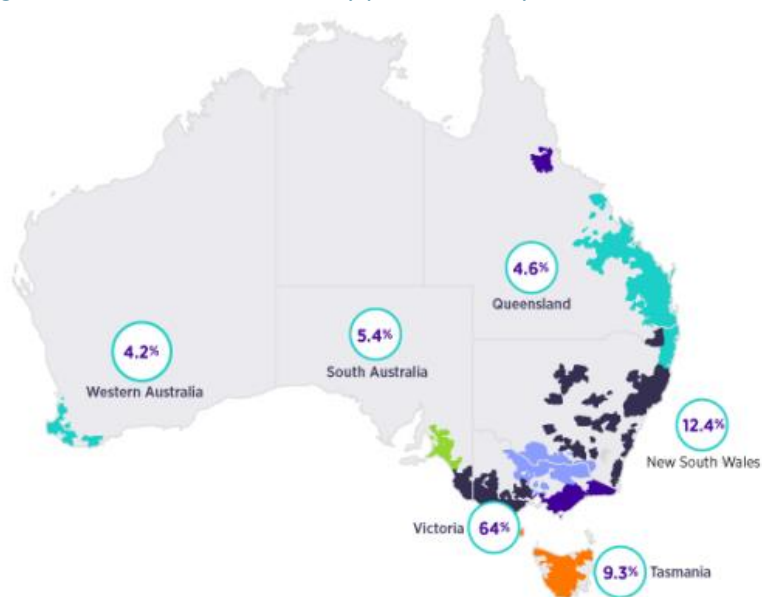 4.6%
Queensland
5.4%
South Australia
4.2%
Western Australia
12.4%
New South Wales
Victoria 64%
9.3% Tasmania